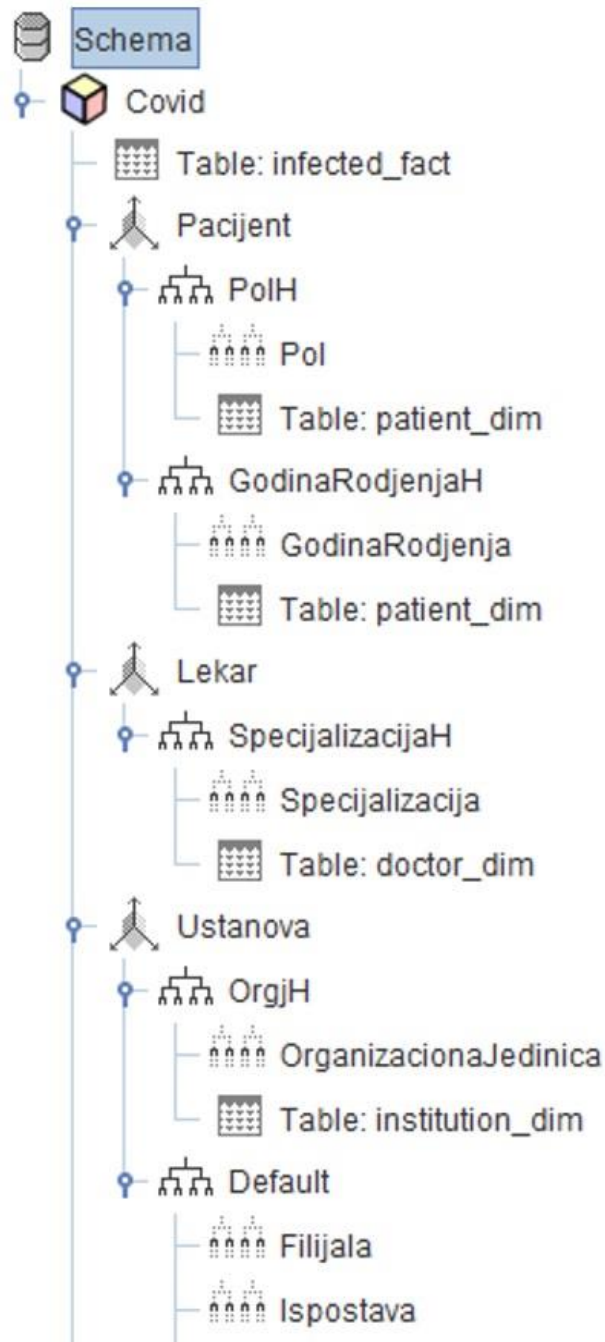 Schema
Covid
Table: infected_fact
Pacijent
PolH
Pol
Table: patient_dim
GodinaRodjenjaH
GodinaRodjenja
Table: patient_dim
Lekar
SpecijalizacijaH
Specijalizacija
Table: doctor_dim
Ustanova
OrgjH
OrganizacionaJedinica
Table: institution_dim
Default
Filijala
Ispostava